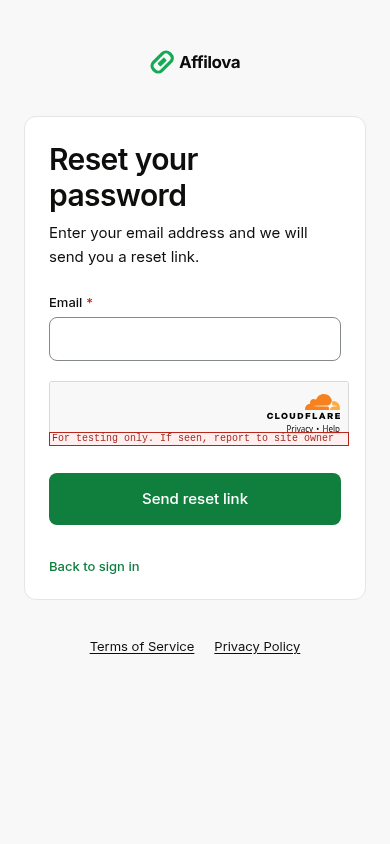 Affilova
Reset your
password
Enter your email address and we will
send you a reset link.
Email *
CLOUDFLARE
Privacy • Help
For testing only. If seen, report to site owner
Send reset link
Back to sign in
Terms of Service Privacy Policy